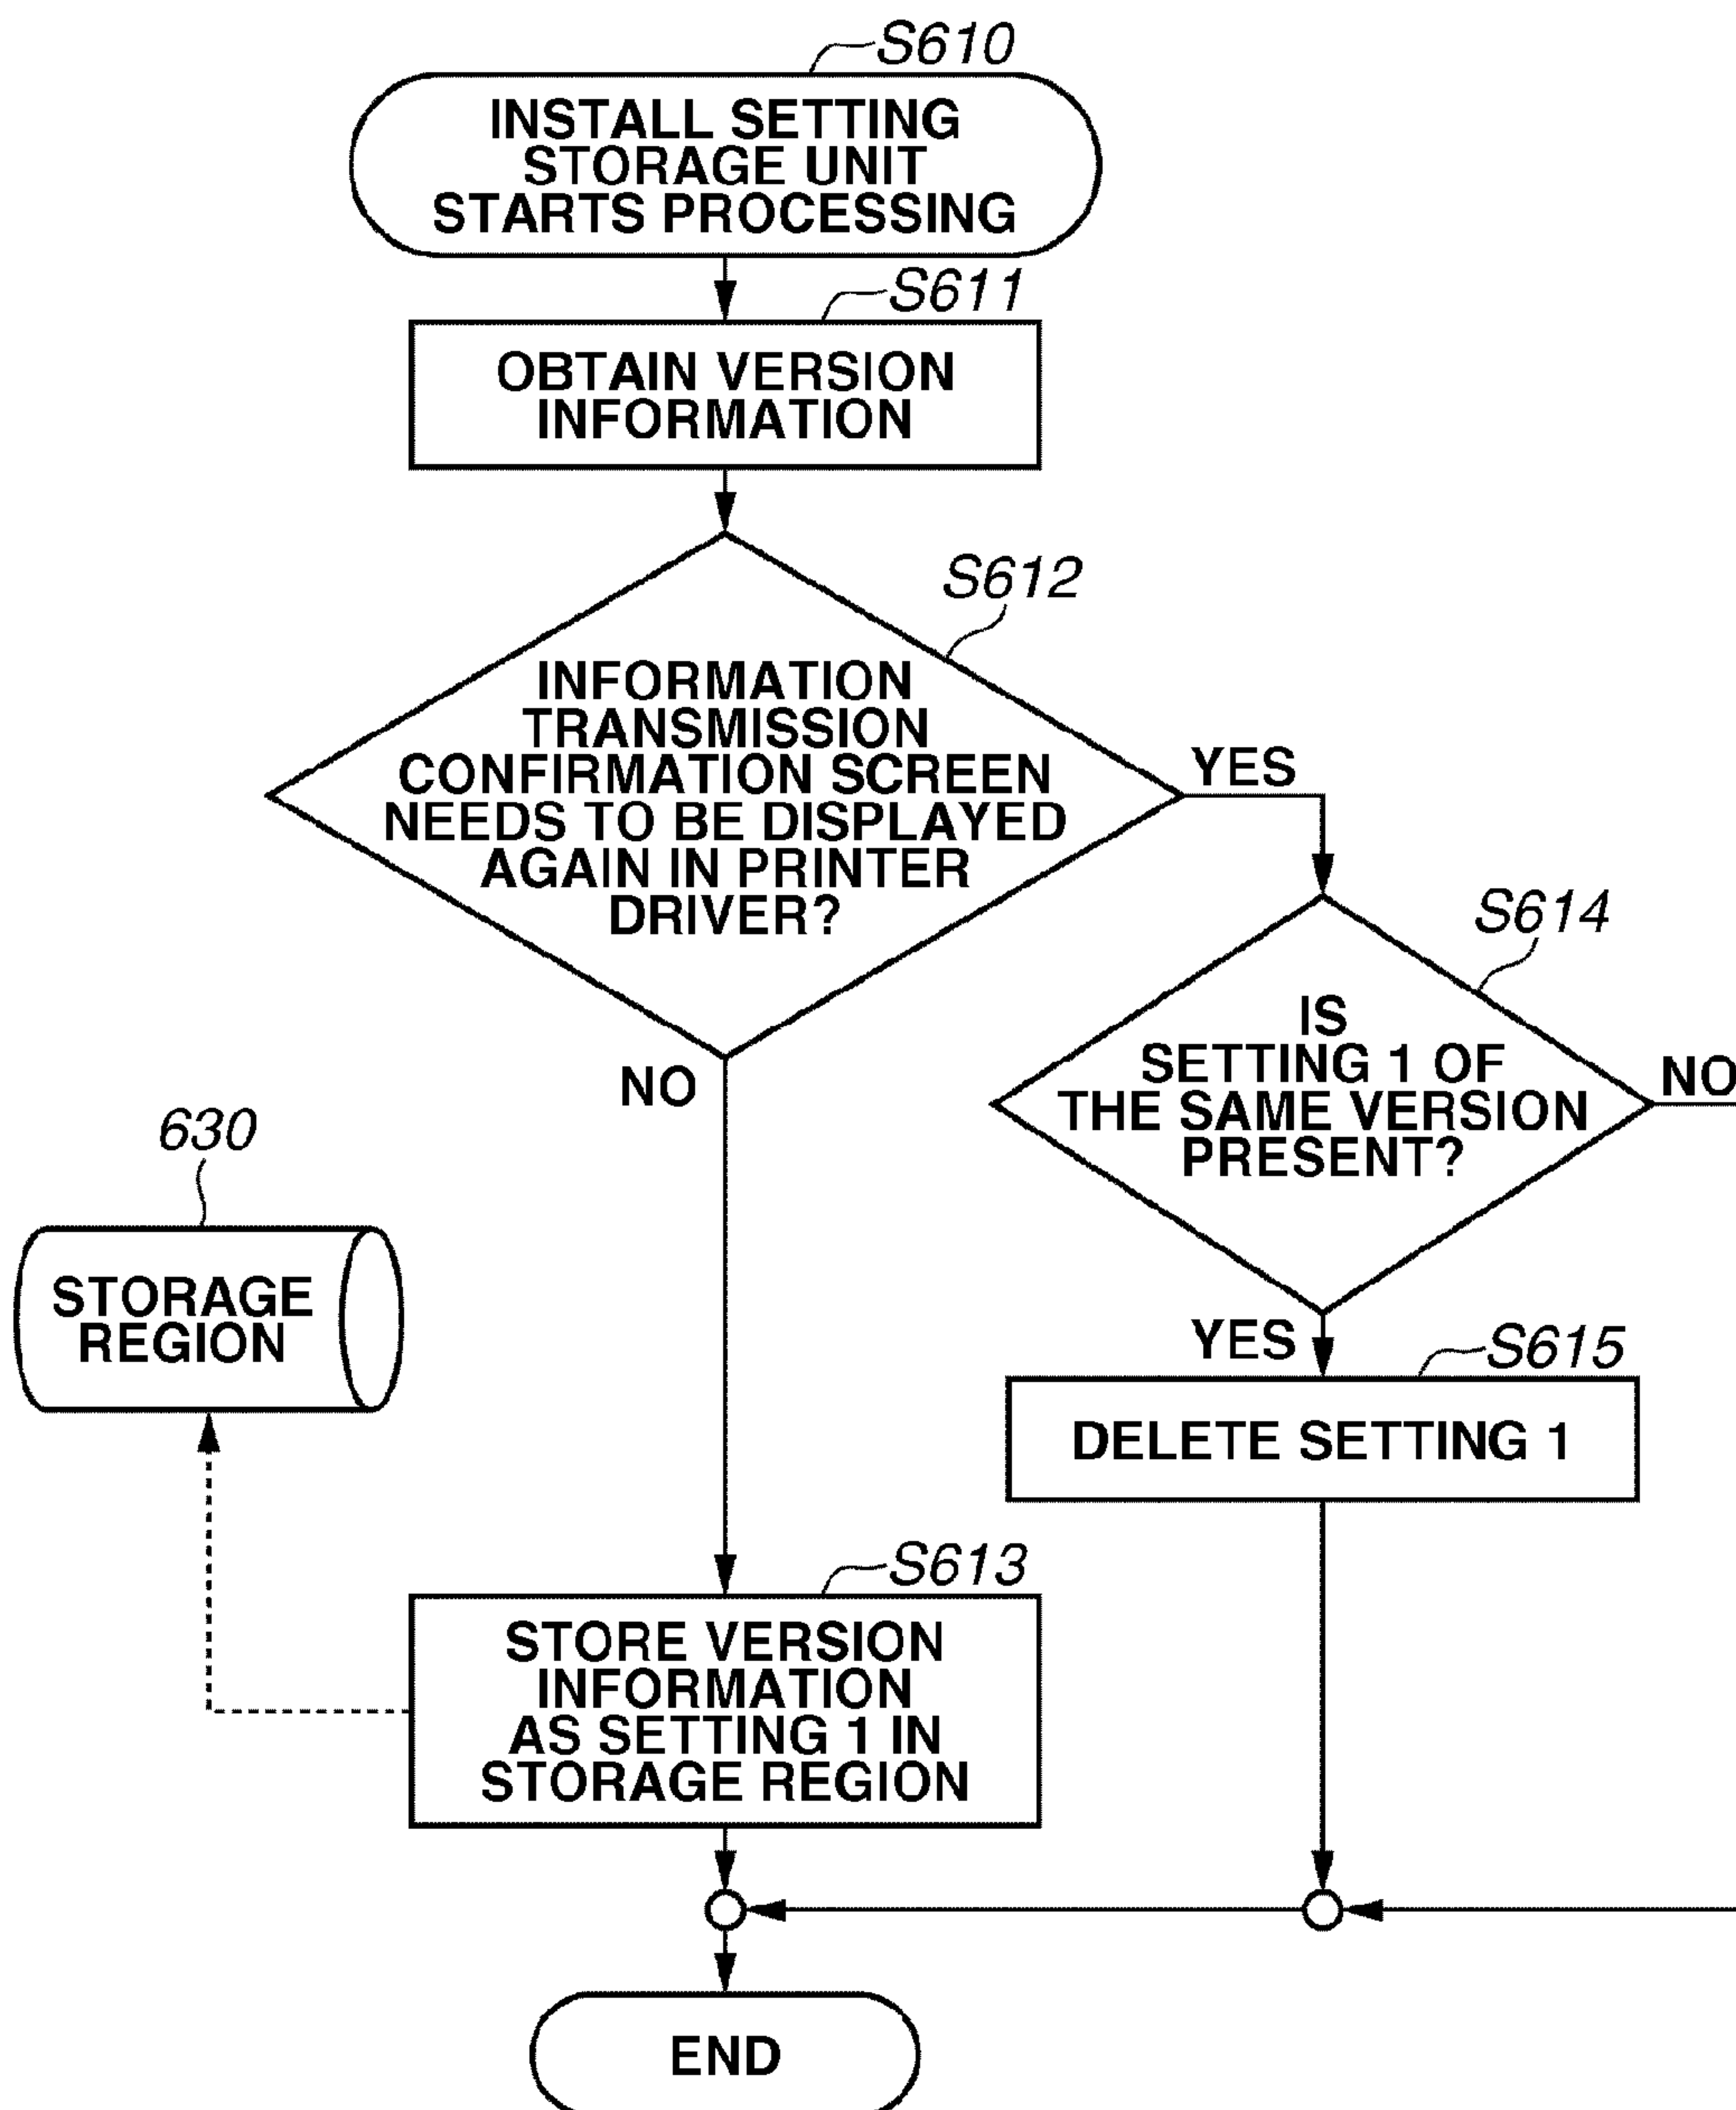 S610
INSTALL SETTING
STORAGE UNIT
STARTS PROCESSING
S611
OBTAIN VERSION
INFORMATION
S612
INFORMATION
TRANSMISSION
CONFIRMATION SCREEN
NEEDS TO BE DISPLAYED
AGAIN IN PRINTER
DRIVER?
YES
NO
S614
IS
SETTING 1 OF
THE SAME VERSION
PRESENT?
NO
YES
630
STORAGE
REGION
S615
DELETE SETTING 1
S613
STORE VERSION
INFORMATION
AS SETTING 1 IN
STORAGE REGION
END